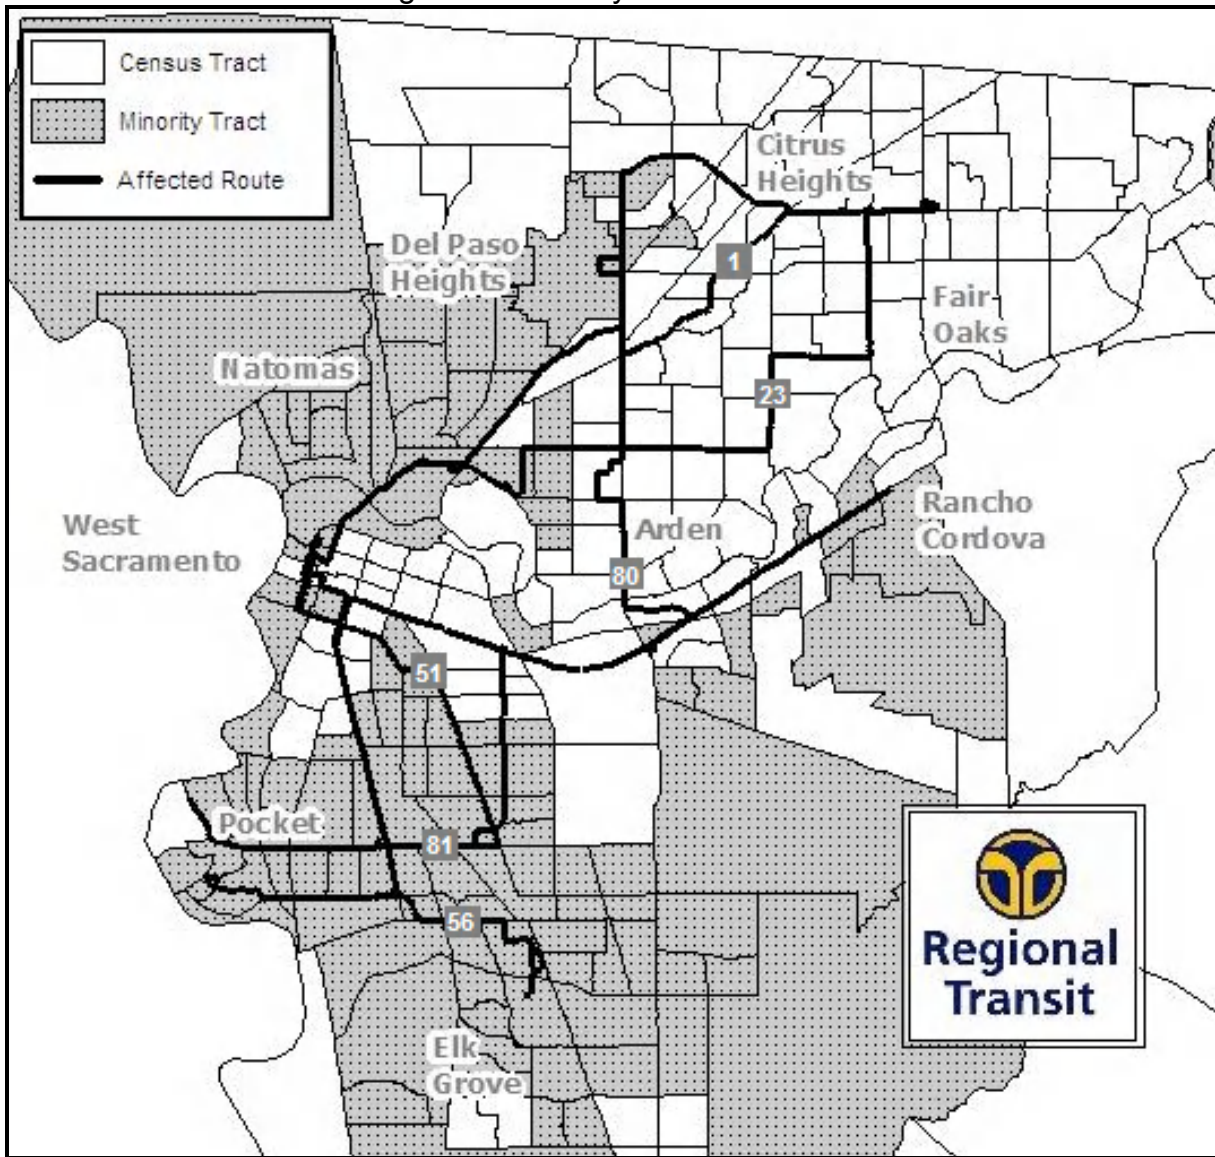 Census Tract
Minority Tract
Affected Route
Citrus
Heights
Del Paso
Heights
1
Fair
Oaks
Natomas
23
West
Sacramento
Arden
Rancho
Cordova
80
51
Pocket
81
56
Regional
Transit
Elk
Grove